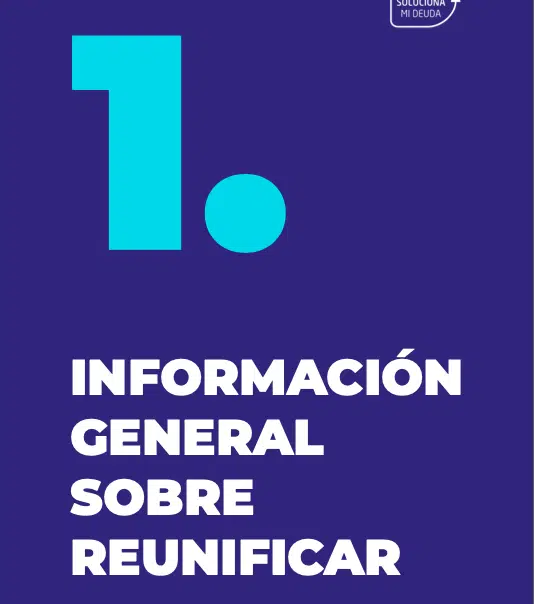 SOLUCIONA
MI DEUDA
1.
INFORMACIÓN
GENERAL
SOBRE
REUNIFICAR